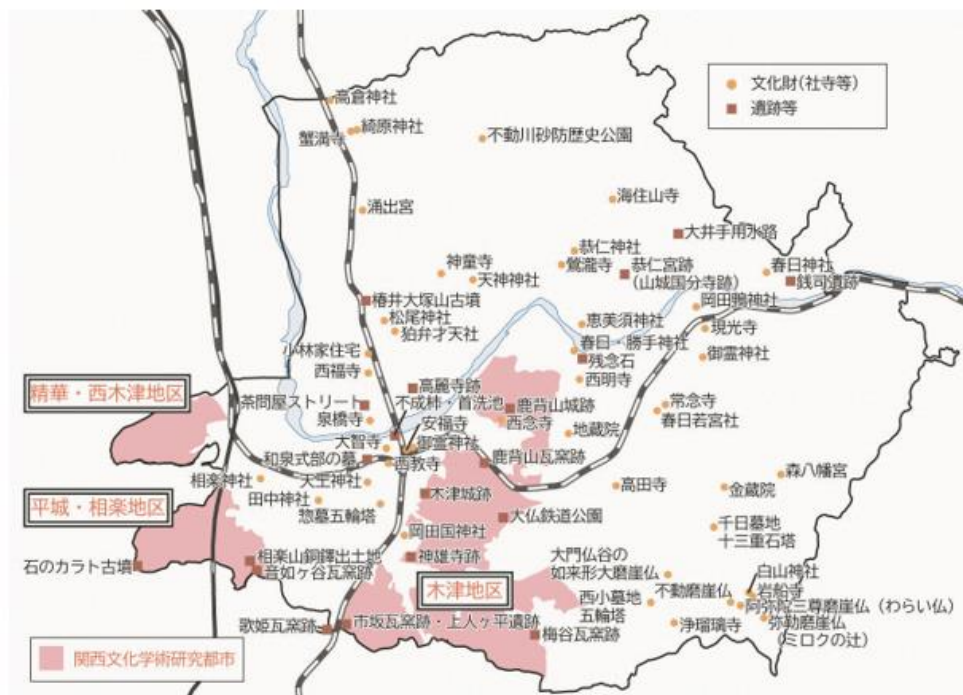 文化財(社寺等)
遺跡等
高倉神社
綺原神社
蟹満寺
不動川砂防歴史公園
涌出宮
海住山寺
大井手用水路
恭仁神社
神童寺
鶯瀧寺
恭仁宮跡
(山城国分寺跡)
春日神社
天神神社
銭司遺跡
椿井大塚山古墳
岡田鴨神社
松尾神社
恵美須神社
現光寺
狛弁才天社
小林家住宅
春日・勝手神社
御霊神社
残念石
西福寺
西明寺
精華・西木津地区
高麗寺跡
茶問屋ストリート
不成柿・首洗池
鹿背山城跡
常念寺
泉橋寺
安福寺
西念寺
春日若宮社
地蔵院
大智寺
御霊神社
和泉式部の墓
西教寺
鹿背山瓦窯跡
森八幡宮
相楽神社
天王神社
高田寺
金蔵院
田中神社
木津城跡
平城・相楽地区
惣墓五輪塔
大仏鉄道公園
千日墓地
十三重石塔
岡田国神社
相楽山銅鐸出土地
神雄寺跡
大門仏谷の
如来形大磨崖仏
石のカラト古墳
音如ヶ谷瓦窯跡
白山神社
木津地区
不動磨崖仏
岩船寺
西小墓地
五輪塔
阿弥陀三尊磨崖仏（わらい仏）
歌姫瓦窯跡
市坂瓦窯跡・上人ヶ平遺跡
浄瑠璃寺
弥勒磨崖仏
(ミロクの辻)
梅谷瓦窯跡
関西文化学術研究都市